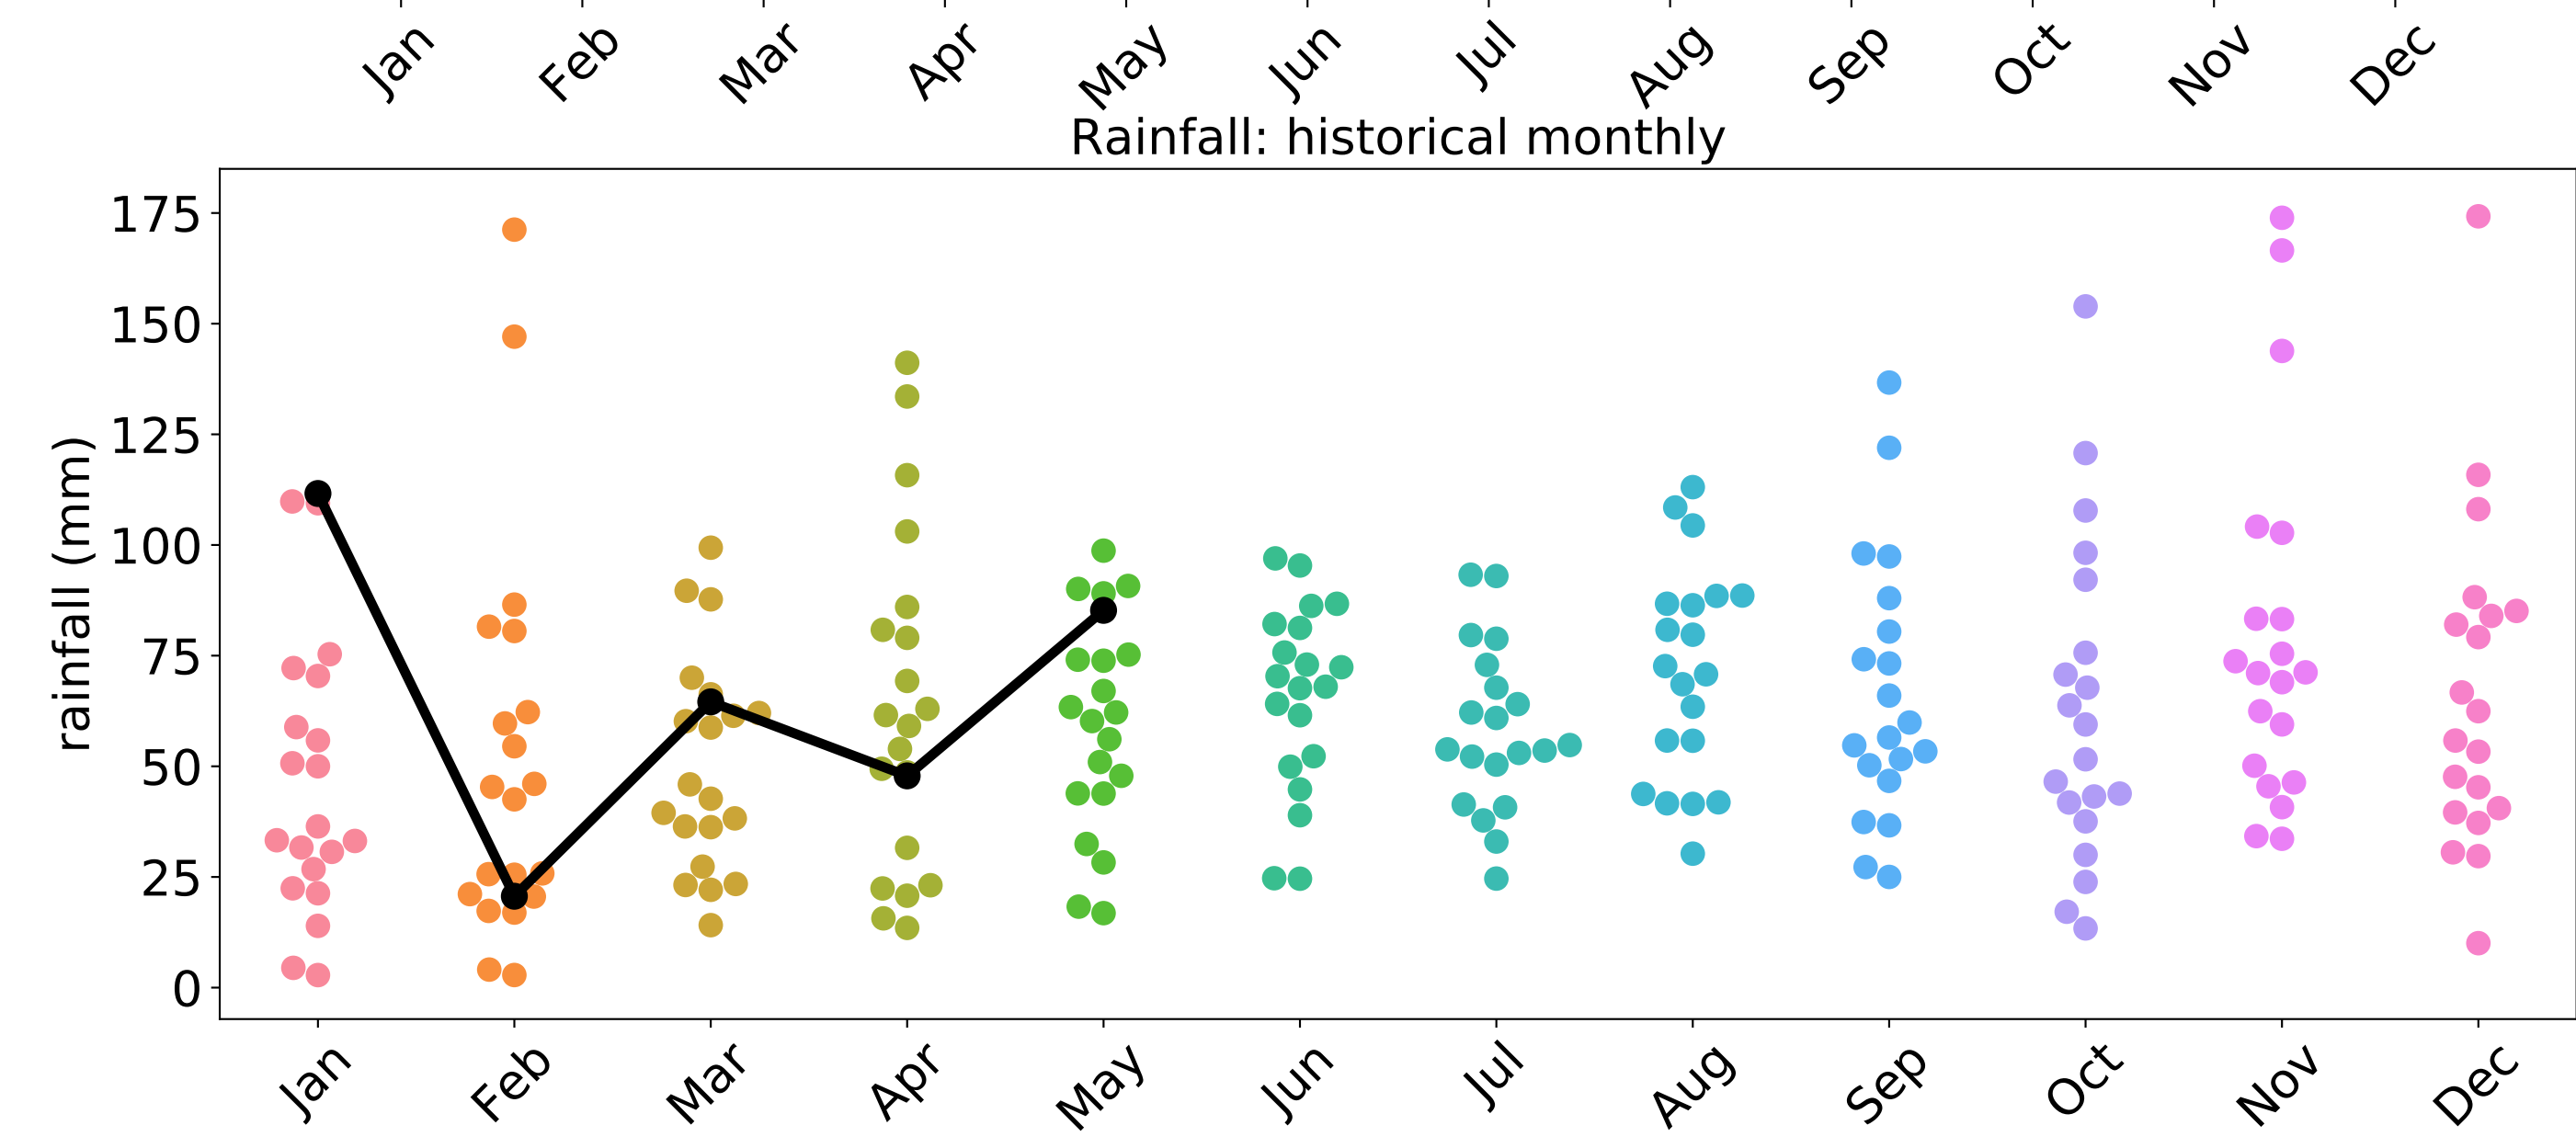 Jan Feb Mar Apr May Jun Jul Aug Sep Oct Nov Dec
Rainfall: historical monthly
rainfall (mm)
175
150
125
100
75
50
25
0
Jan Feb Mar Apr May Jun Jul Aug Sep Oct Nov Dec